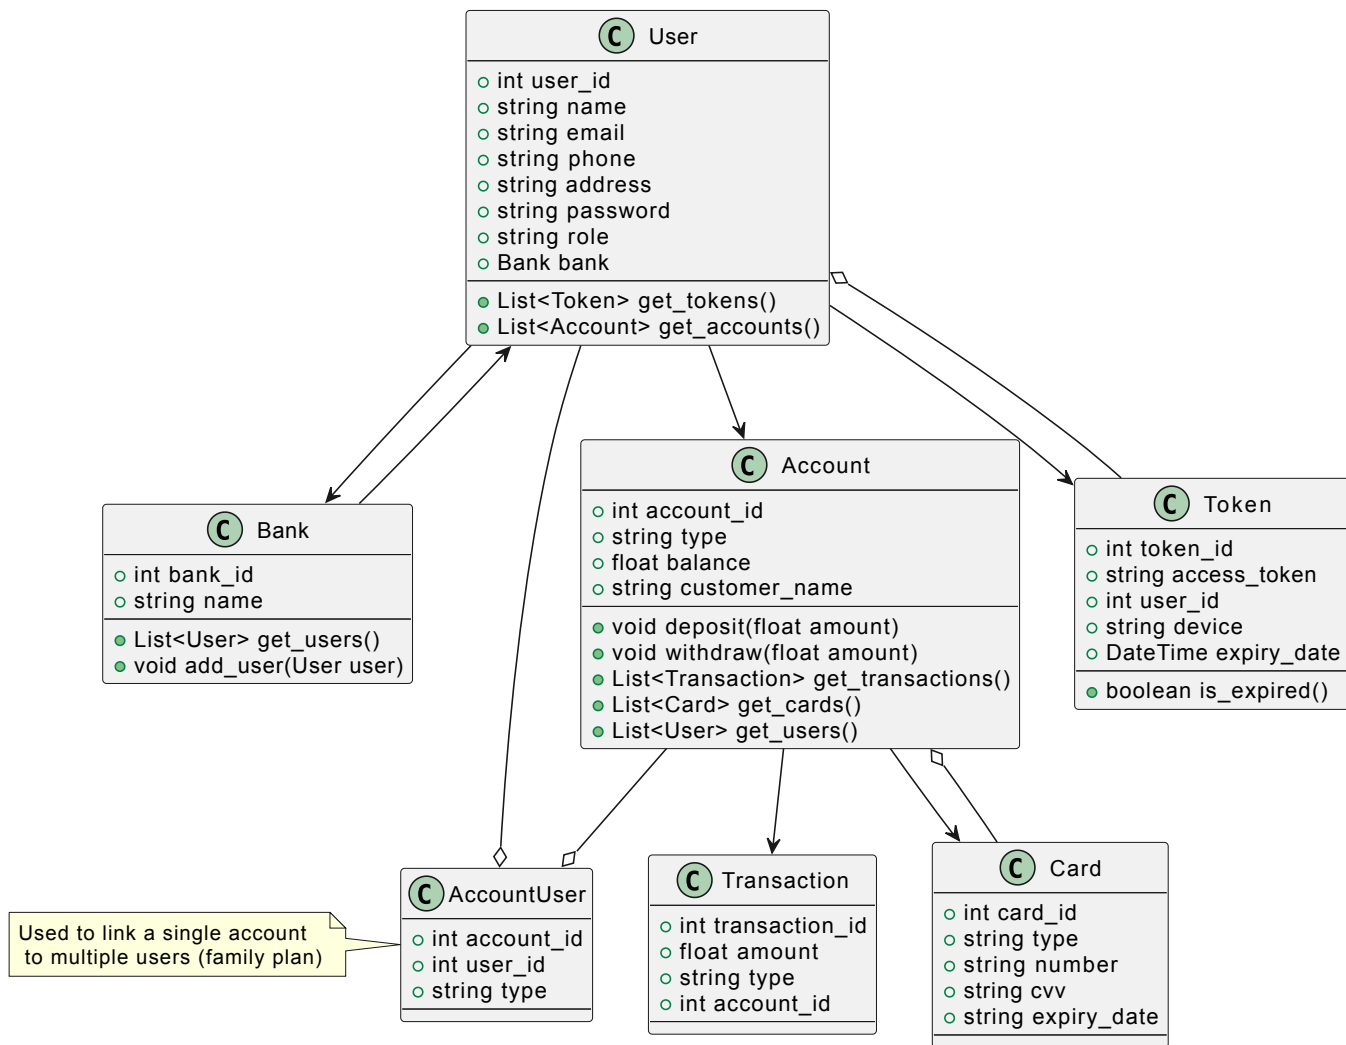 C User
int user_id
string name
string email
string phone
string address
string password
string role
Bank bank
List<Token> get_tokens()
List<Account> get_accounts()
C Bank
int bank_id
string name
List<User> get_users()
void add_user(User user)
C Account
int account_id
string type
float balance
string customer_name
void deposit(float amount)
void withdraw(float amount)
List<Transaction> get_transactions()
List<Card> get_cards()
List<User> get_users()
C Token
int token_id
string access_token
int user_id
string device
DateTime expiry_date
boolean is_expired()
Used to link a single account
to multiple users (family plan)
C AccountUser
int account_id
int user_id
string type
C Transaction
int transaction_id
float amount
string type
int account_id
C Card
int card_id
string type
string number
string cvv
string expiry_date